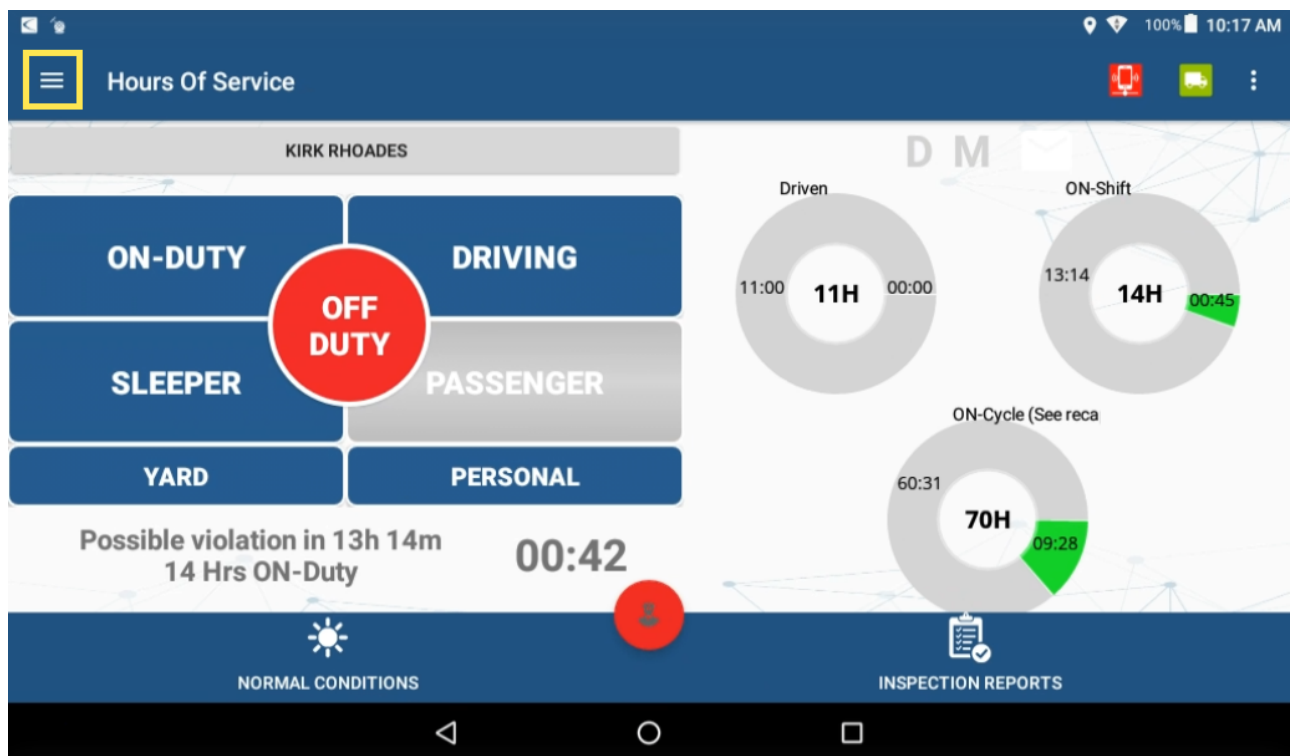 100% 10:17 AM
Hours Of Service
KIRK RHOADES
D M
ON-DUTY
DRIVING
OFF
DUTY
SLEEPER
PASSENGER
YARD
PERSONAL
Possible violation in 13h 14m
14 Hrs ON-Duty
00:42
Driven
11:00
11H
00:00
ON-Shift
13:14
14H
00:45
ON-Cycle (See reca
60:31
70H
09:28
NORMAL CONDITIONS
INSPECTION REPORTS